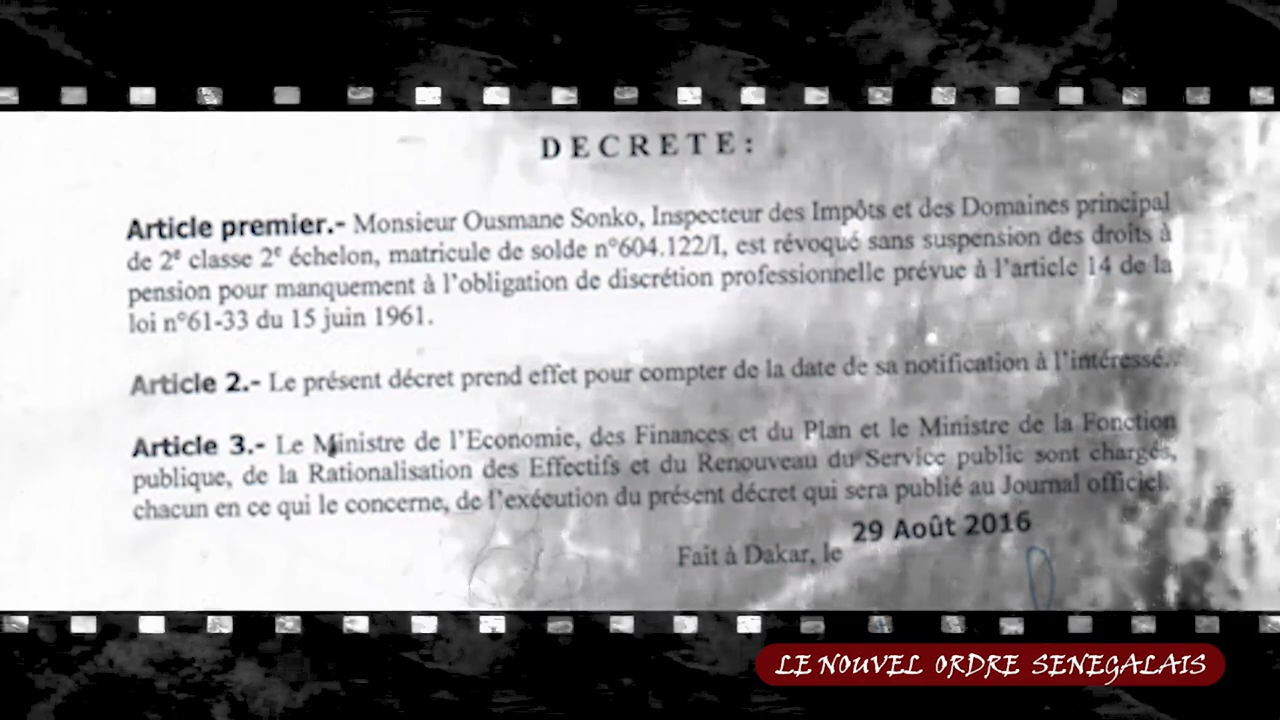 DECRETE:
Article premier.- Monsieur Ousmane Sonko, Inspecteur des Impôts et des Domaines principal
de 2e classe 2e échelon, matricule de solde n°604.122/I, est révoqué sans suspension des droits à
pension pour manquement à l'obligation de discrétion professionnelle prévue à l'article 14 de la
loi n°61-33 du 15 juin 1961.
Article 2.- Le présent décret prend effet pour compter de la date de sa notification à l'intéressé..
Article 3.- Le Ministre de l'Economie, des Finances et du Plan et le Ministre de la Fonction
publique, de la Rationalisation des Effectifs et du Renouveau du Service public sont chargés,
chacun en ce qui le concerne, de l'exécution du présent décret qui sera publié au Journal officiel.
29 Août 2016
Fait à Dakar, le
LE NOUVEL ORDRE SENEGALAIS